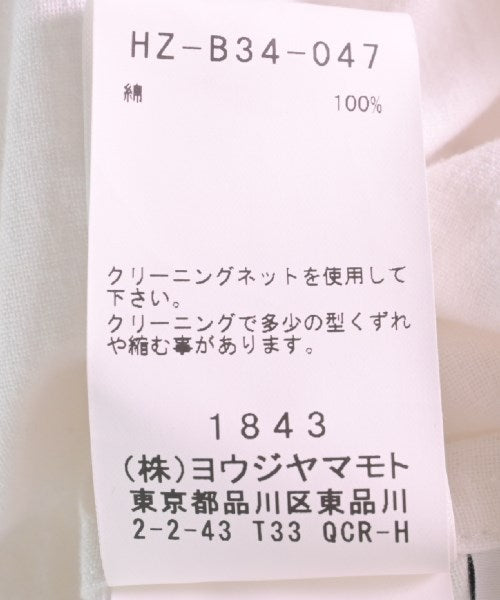 HZ-B34-047
綿 100%
クリーニングネットを使用して
下さい。
クリーニングで多少の型くずれ
や縮む事があります。
1843
(株)ヨウジヤマモト
東京都品川区東品川
2-2-43 T33 QCR-H